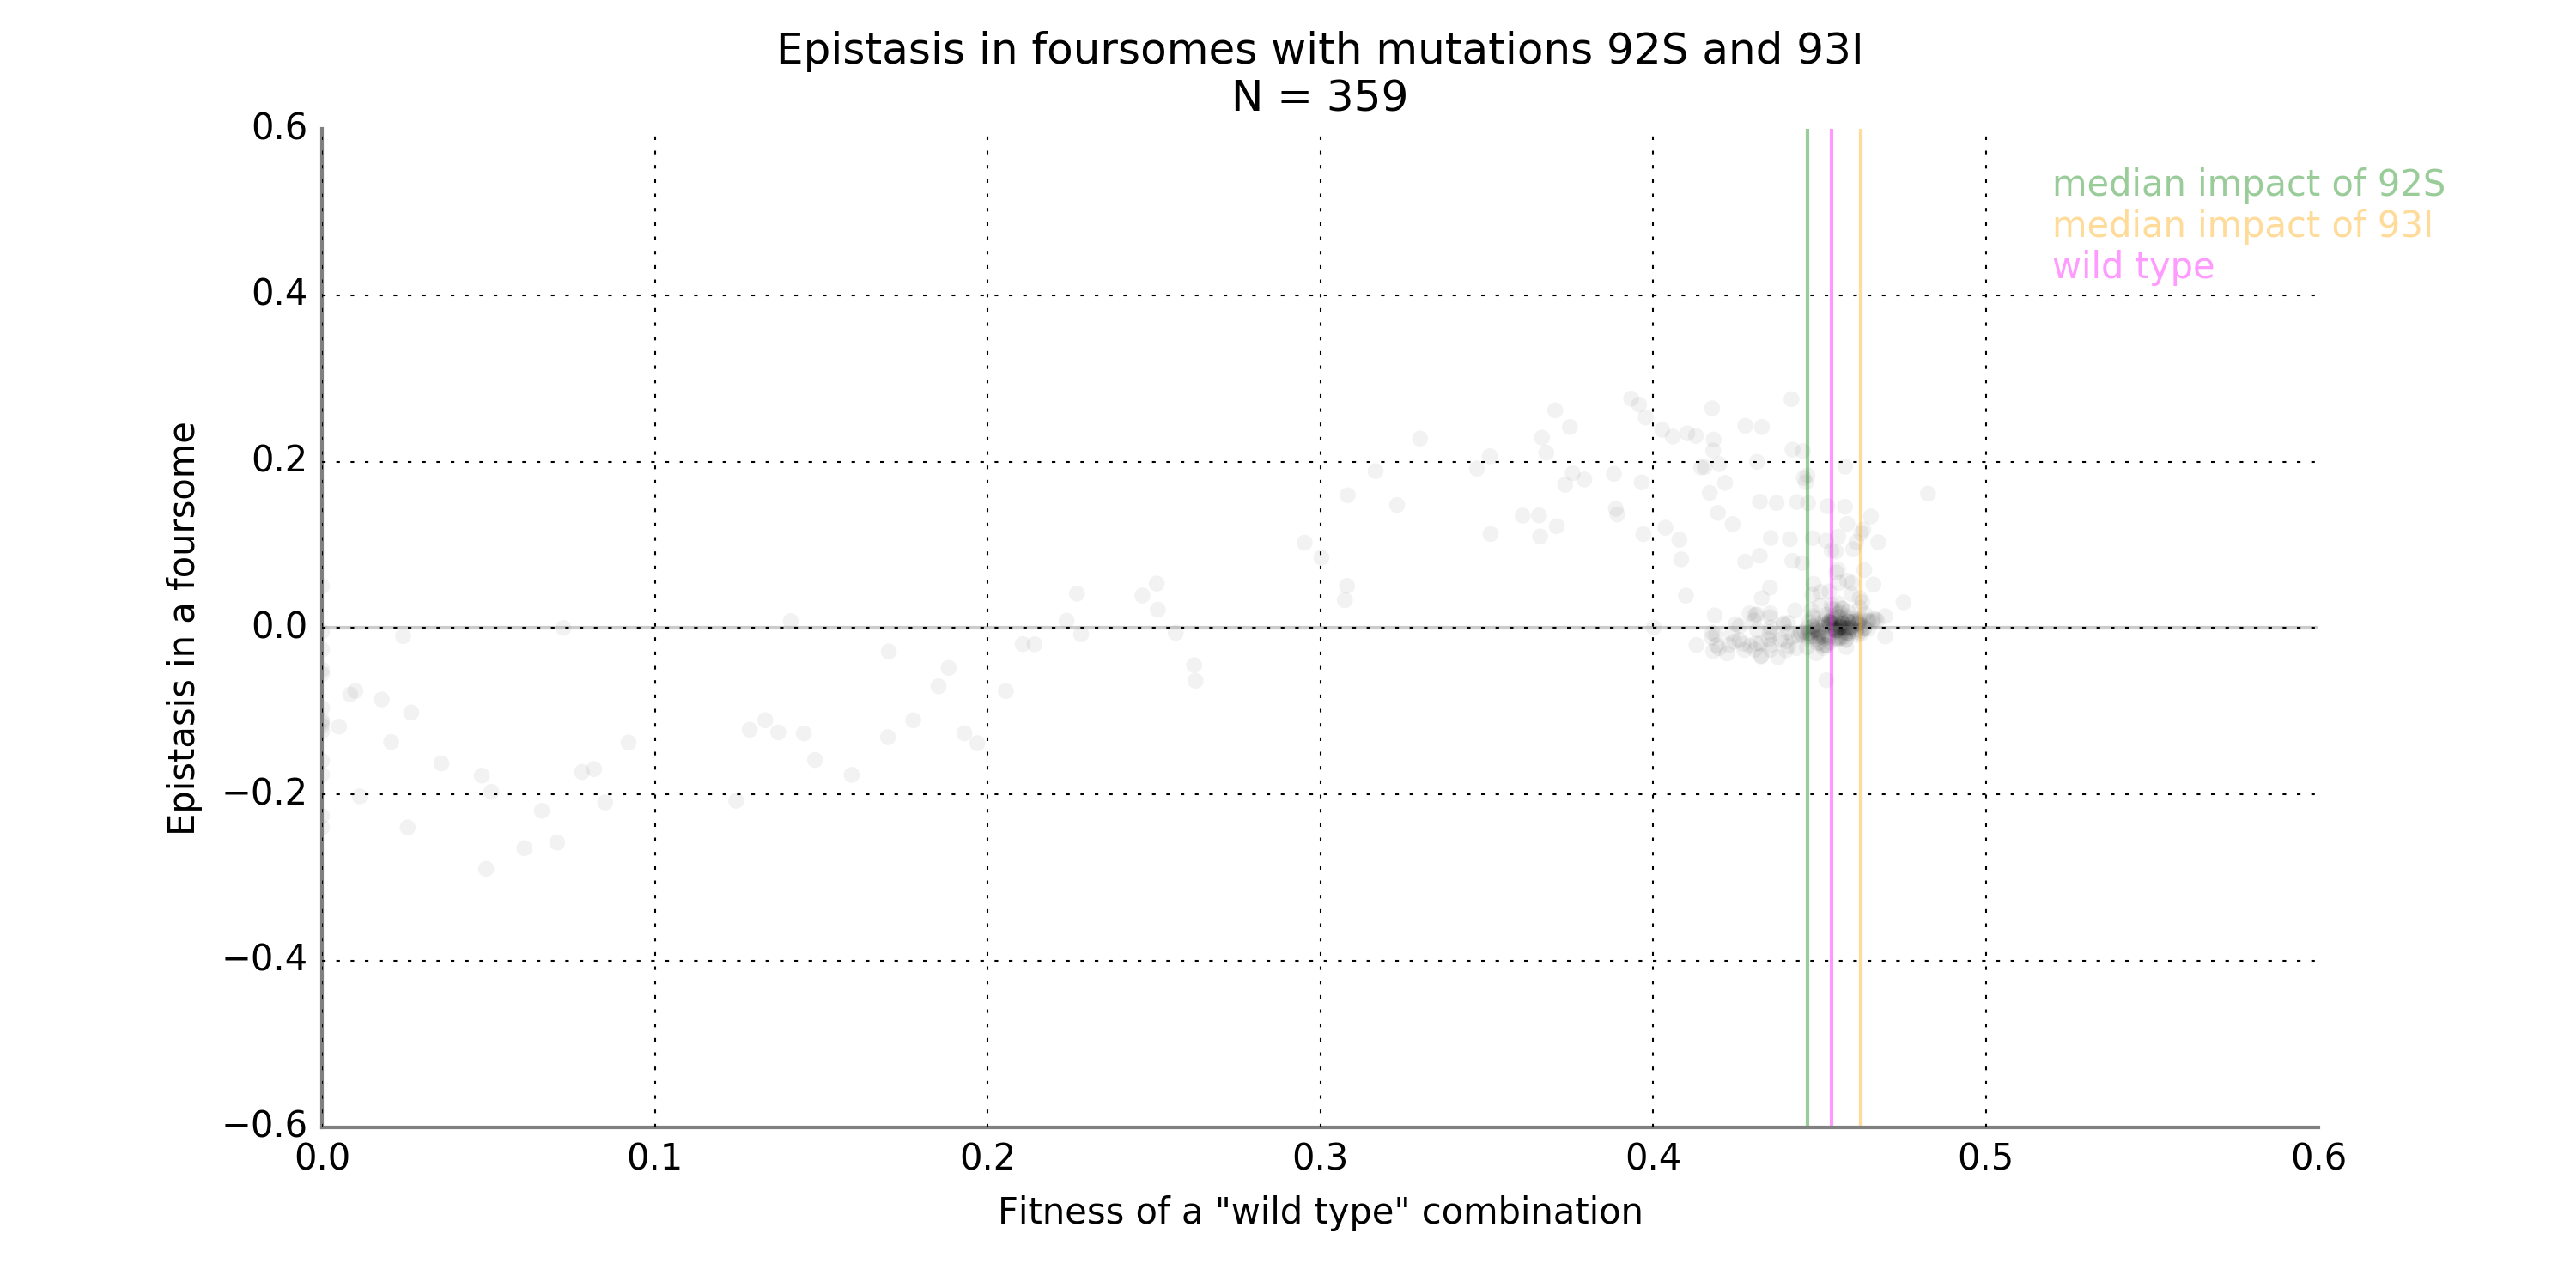 Epistasis in foursomes with mutations 92S and 93I
N = 359
0.6
0.4
0.2
0.0
−0.2
−0.4
−0.6
Epistasis in a foursome
median impact of 92S
median impact of 93I
wild type
0.0 0.1 0.2 0.3 0.4 0.5 0.6
Fitness of a "wild type" combination